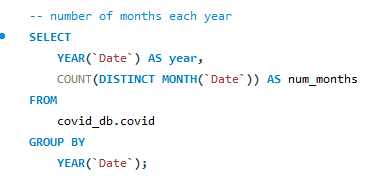 -- number of months each year
SELECT
YEAR(`Date`) AS year,
COUNT(DISTINCT MONTH(`Date`)) AS num_months
FROM
covid_db.covid
GROUP BY
YEAR(`Date`);